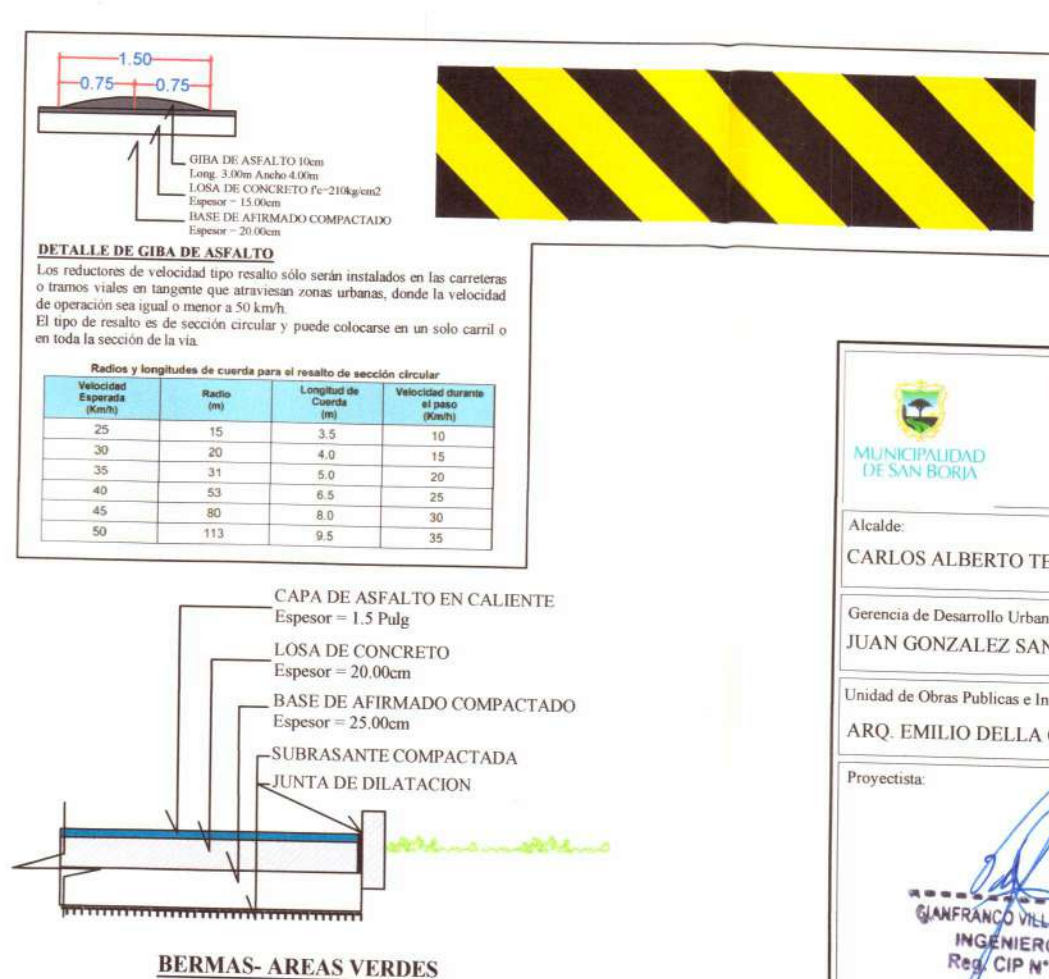 1.50
0.75 0.75
GIBA DE ASFALTO 10cm
Long. 3.00m Ancho 4.00m
LOSA DE CONCRETO f'c=210kg/cm2
Espesor = 15.00cm
BASE DE AFIRMADO COMPACTADO
Espesor = 20.00cm
DETALLE DE GIBA DE ASFALTO
Los reductores de velocidad tipo resalto sólo serán instalados en las carreteras
o tramos viales en tangente que atraviesan zonas urbanas, donde la velocidad
de operación sea igual o menor a 50 km/h.
El tipo de resalto es de sección circular y puede colocarse en un solo carril o
en toda la sección de la vía.
Radios y longitudes de cuerda para el resalto de sección circular
Velocidad Esperada (Km/h) Radio (m) Longitud de Cuerda (m) Velocidad durante el paso (Km/h)
25 15 3.5 10
30 20 4.0 15
35 31 5.0 20
40 53 6.5 25
45 80 8.0 30
50 113 9.5 35
CAPA DE ASFALTO EN CALIENTE
Espesor = 1.5 Pulg
LOSA DE CONCRETO
Espesor = 20.00cm
BASE DE AFIRMADO COMPACTADO
Espesor = 25.00cm
SUBRASANTE COMPACTADA
JUNTA DE DILATACION
BERMAS- AREAS VERDES
MUNICIPALIDAD
DE SAN BORJA
Alcalde:
CARLOS ALBERTO TE
Gerencia de Desarrollo Urban
JUAN GONZALEZ SAN
Unidad de Obras Publicas e In
ARQ. EMILIO DELLA
Proyectista:
GIANFRANCO VILL
INGENIERO
Reg. CIP N°